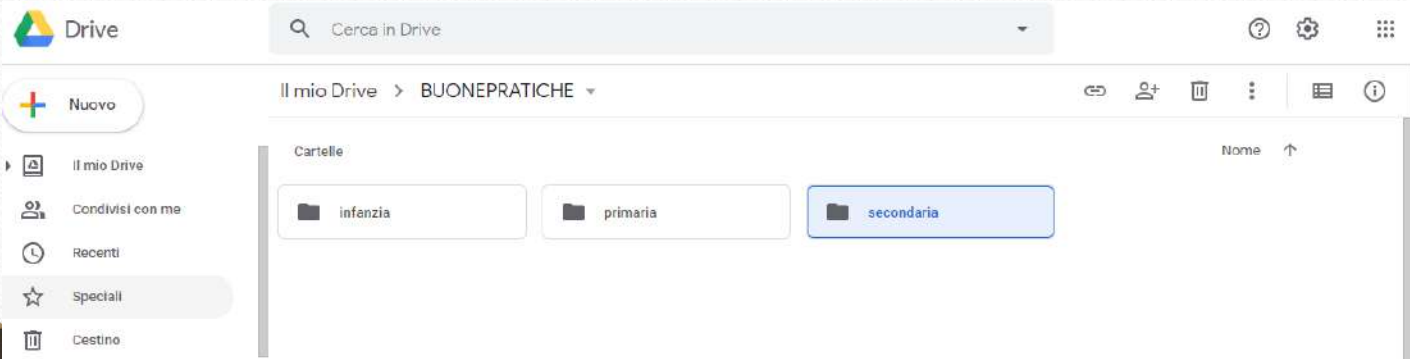 Drive
Cerca in Drive
Nuovo
Il mio Drive > BUONEPRATICHE
Il mio Drive
Condivisi con me
Recenti
Speciali
Cestino
Cartelle
Nome
infanzia
primaria
secondaria